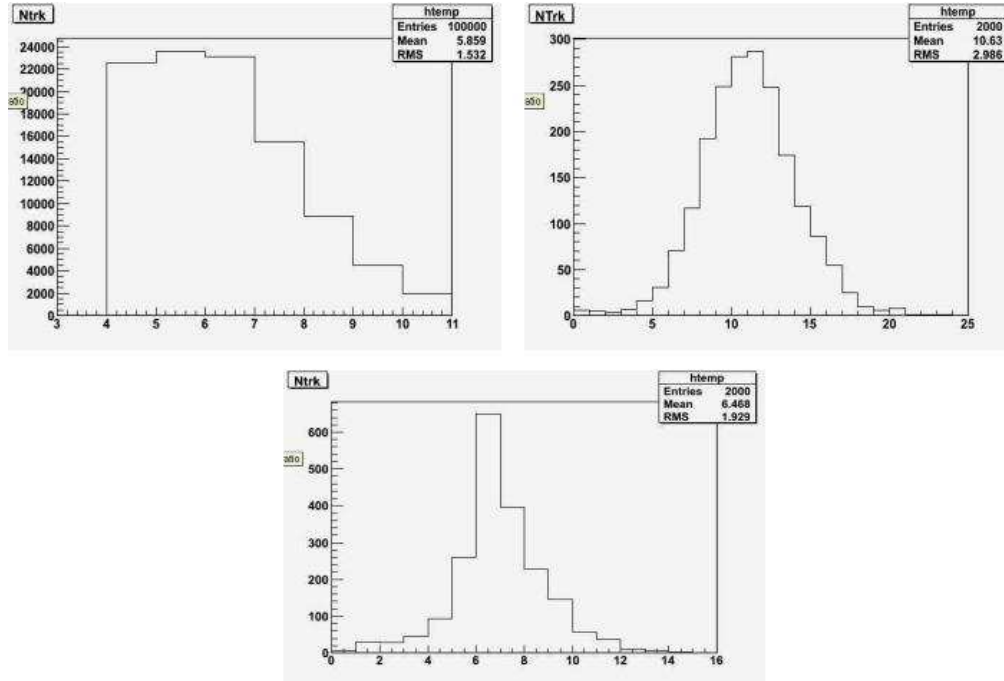 Ntrk
htemp
Entries 100000
Mean 5.859
RMS 1.532
24000
22000
20000
18000
16000
14000
12000
10000
8000
6000
4000
2000
0
3 4 5 6 7 8 9 10 11
atio
NTrk
htemp
Entries 2000
Mean 10.63
RMS 2.986
300
250
200
150
100
50
0
0 5 10 15 20 25
atio
Ntrk
htemp
Entries 2000
Mean 6.468
RMS 1.929
600
500
400
300
200
100
0
0 2 4 6 8 10 12 14 16
atio